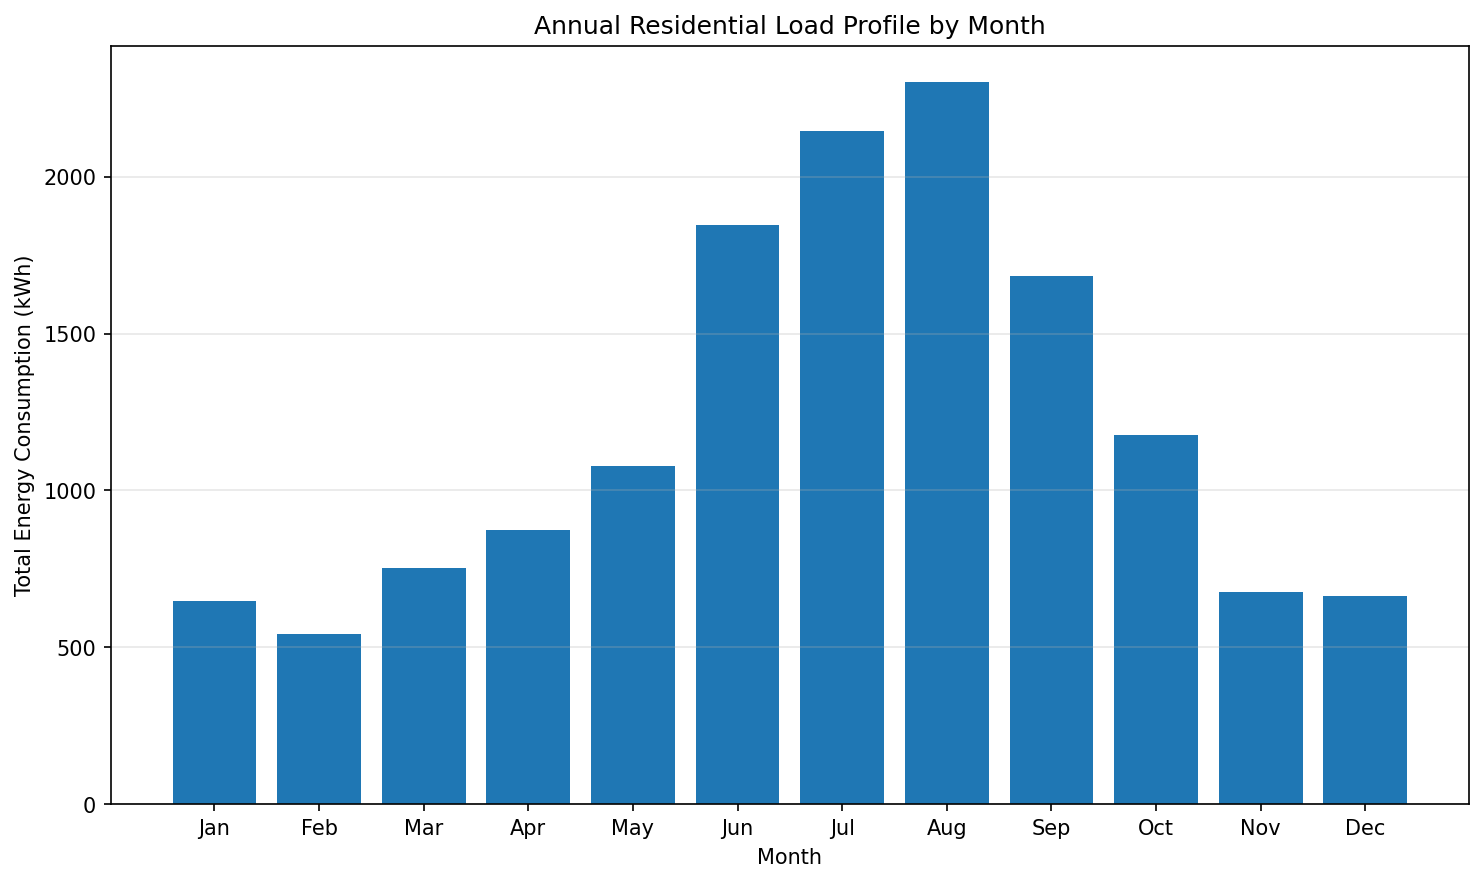 Annual Residential Load Profile by Month
Total Energy Consumption (kWh)
2000
1500
1000
500
0
Jan Feb Mar Apr May Jun Jul Aug Sep Oct Nov Dec
Month